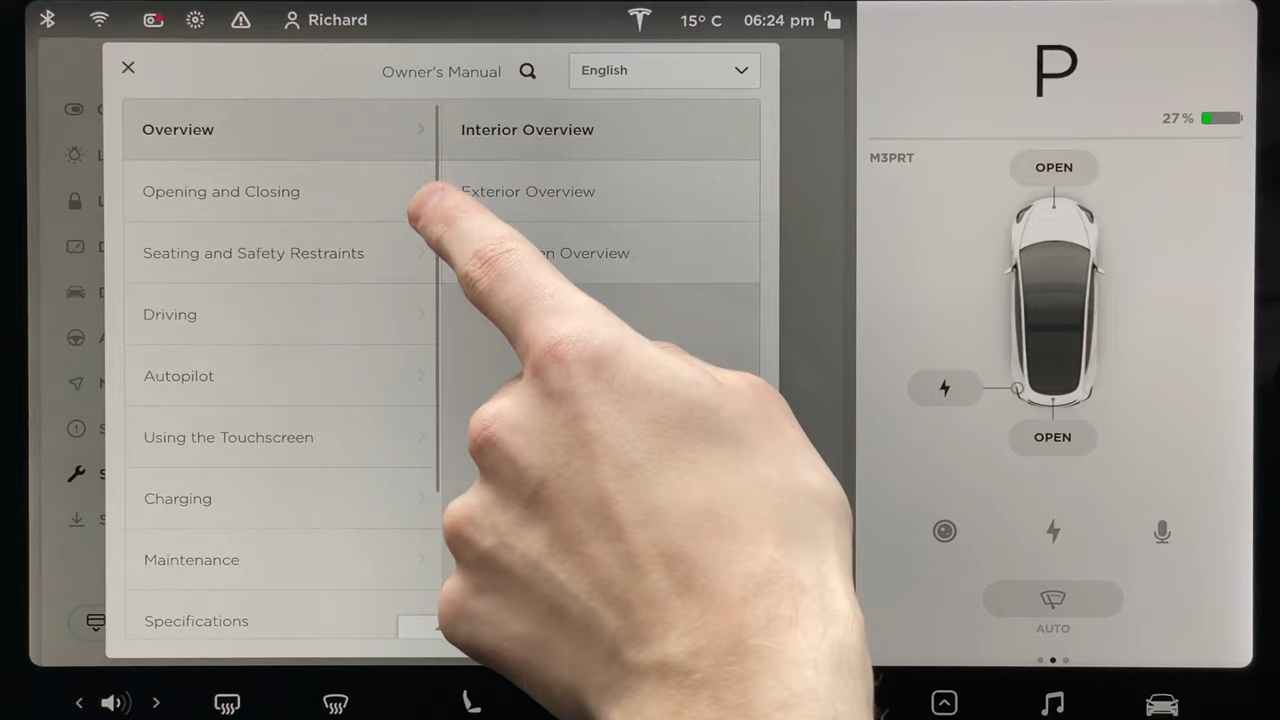 Richard
15° C 06:24 pm
Owner's Manual
English
Overview
Opening and Closing
Seating and Safety Restraints
Driving
Autopilot
Using the Touchscreen
Charging
Maintenance
Specifications
Interior Overview
Exterior Overview
Overview
P
27 %
M3PRT
OPEN
OPEN
AUTO